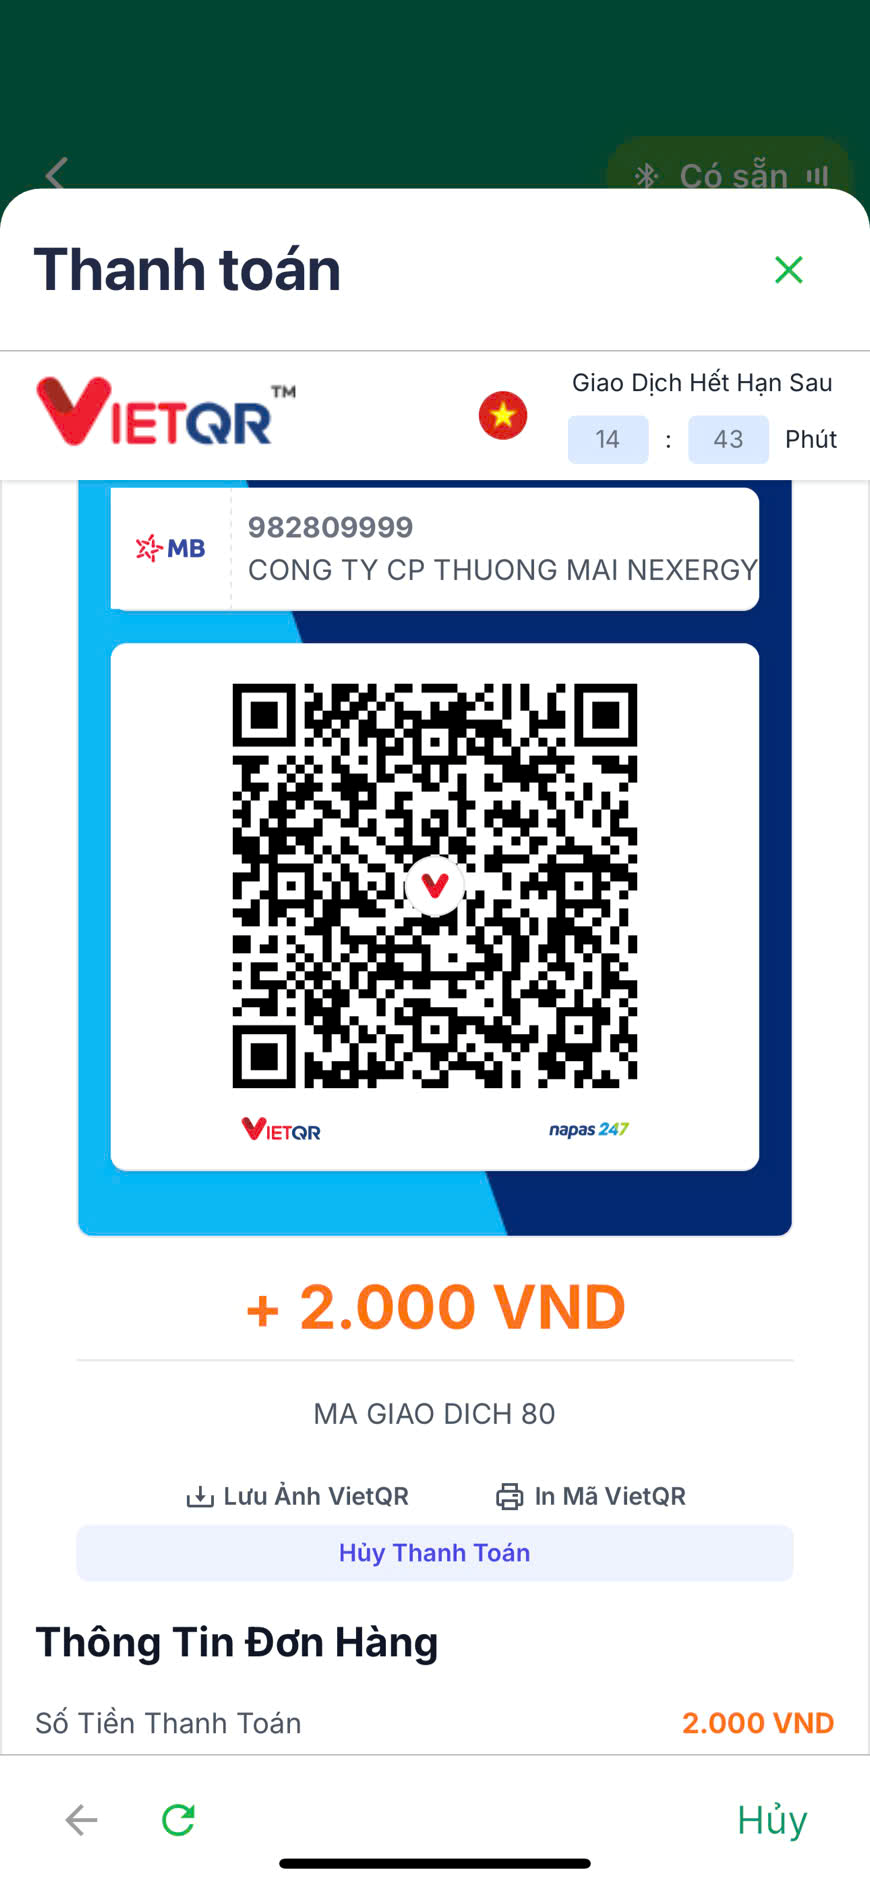 Có sẵn
Thanh toán
VIETQR™
Giao Dịch Hết Hạn Sau
14 : 43 Phút
MB
982809999
CONG TY CP THUONG MAI NEXERGY
VIETQR
napas 247
+ 2.000 VND
MA GIAO DICH 80
Lưu Ảnh VietQR
In Mã VietQR
Hủy Thanh Toán
Thông Tin Đơn Hàng
Số Tiền Thanh Toán
2.000 VND
Hủy